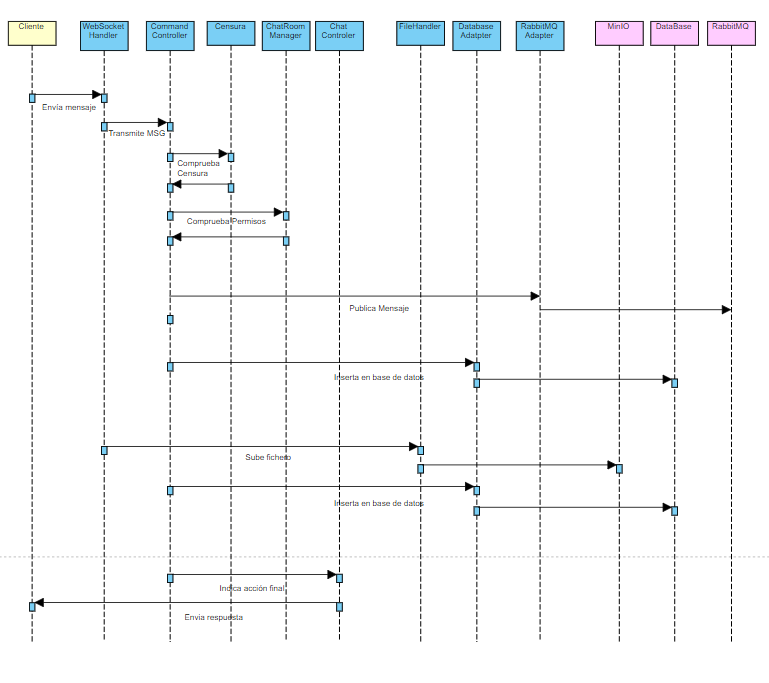 Cliente
WebSocket
Handler
Command
Controller
Censura
ChatRoom
Manager
Chat
Controler
FileHandler
Database
Adatpter
RabbitMQ
Adapter
MinIO
DataBase
RabbitMQ
Envía mensaje
Transmite MSG
Comprueba
Censura
Comprueba Permisos
Publica Mensaje
Inserta en base de datos
Sube fichero
Inserta en base de datos
Indica acción final
Envia respuesta